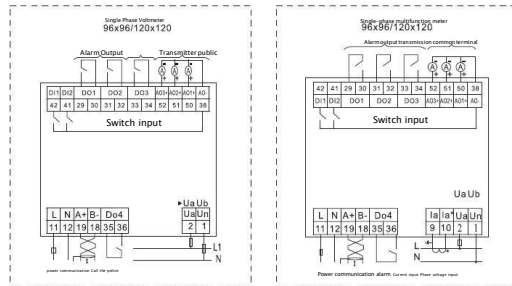 Single Phase Voltmeter
96x96/120x120
Alarm Output Transmitter public
DI1 DI2 DO1 DO2 DO3 AO3+ AO2+ AO1+ AO-
42 41 29 30 31 32 33 34 52 51 50 38
Switch input
Ua Ub
L N A+ B- Do4 Ua Un
11 12 19 18 35 36 2 1
L1
N
power communication Call the police
Single-phase multifunction meter
96x96/120x120
Alarm output transmission common terminal
42 41 29 30 31 32 33 34 52 51 50 38
DI1 DI2 DO1 DO2 DO3 AO3+ AO2+ AO1+ AO-
Switch input
Ua Ub
L N A+ B- Do4 Ia Ia* Ua Un
11 12 19 18 35 36 9 10 2 1
L
N
Power communication alarm Current input Phase voltage input